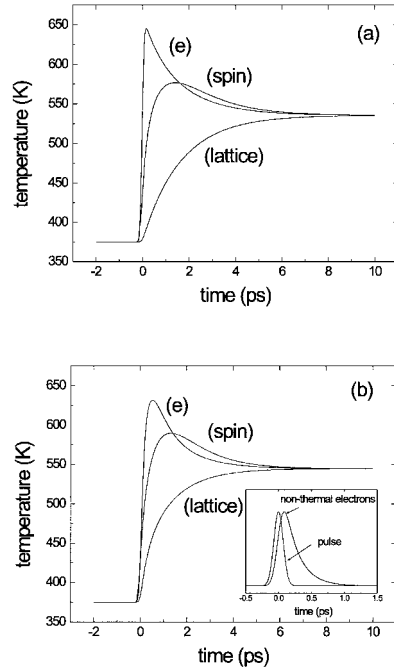 650
600
550
500
450
400
350
temperature (K)
(e)
(a)
(spin)
(lattice)
-2 0 2 4 6 8 10
time (ps)
650
600
550
500
450
400
350
temperature (K)
(e)
(b)
(spin)
(lattice)
non-thermal electrons
pulse
-0.5 0.0 0.5 1.0 1.5
time (ps)
-2 0 2 4 6 8 10
time (ps)